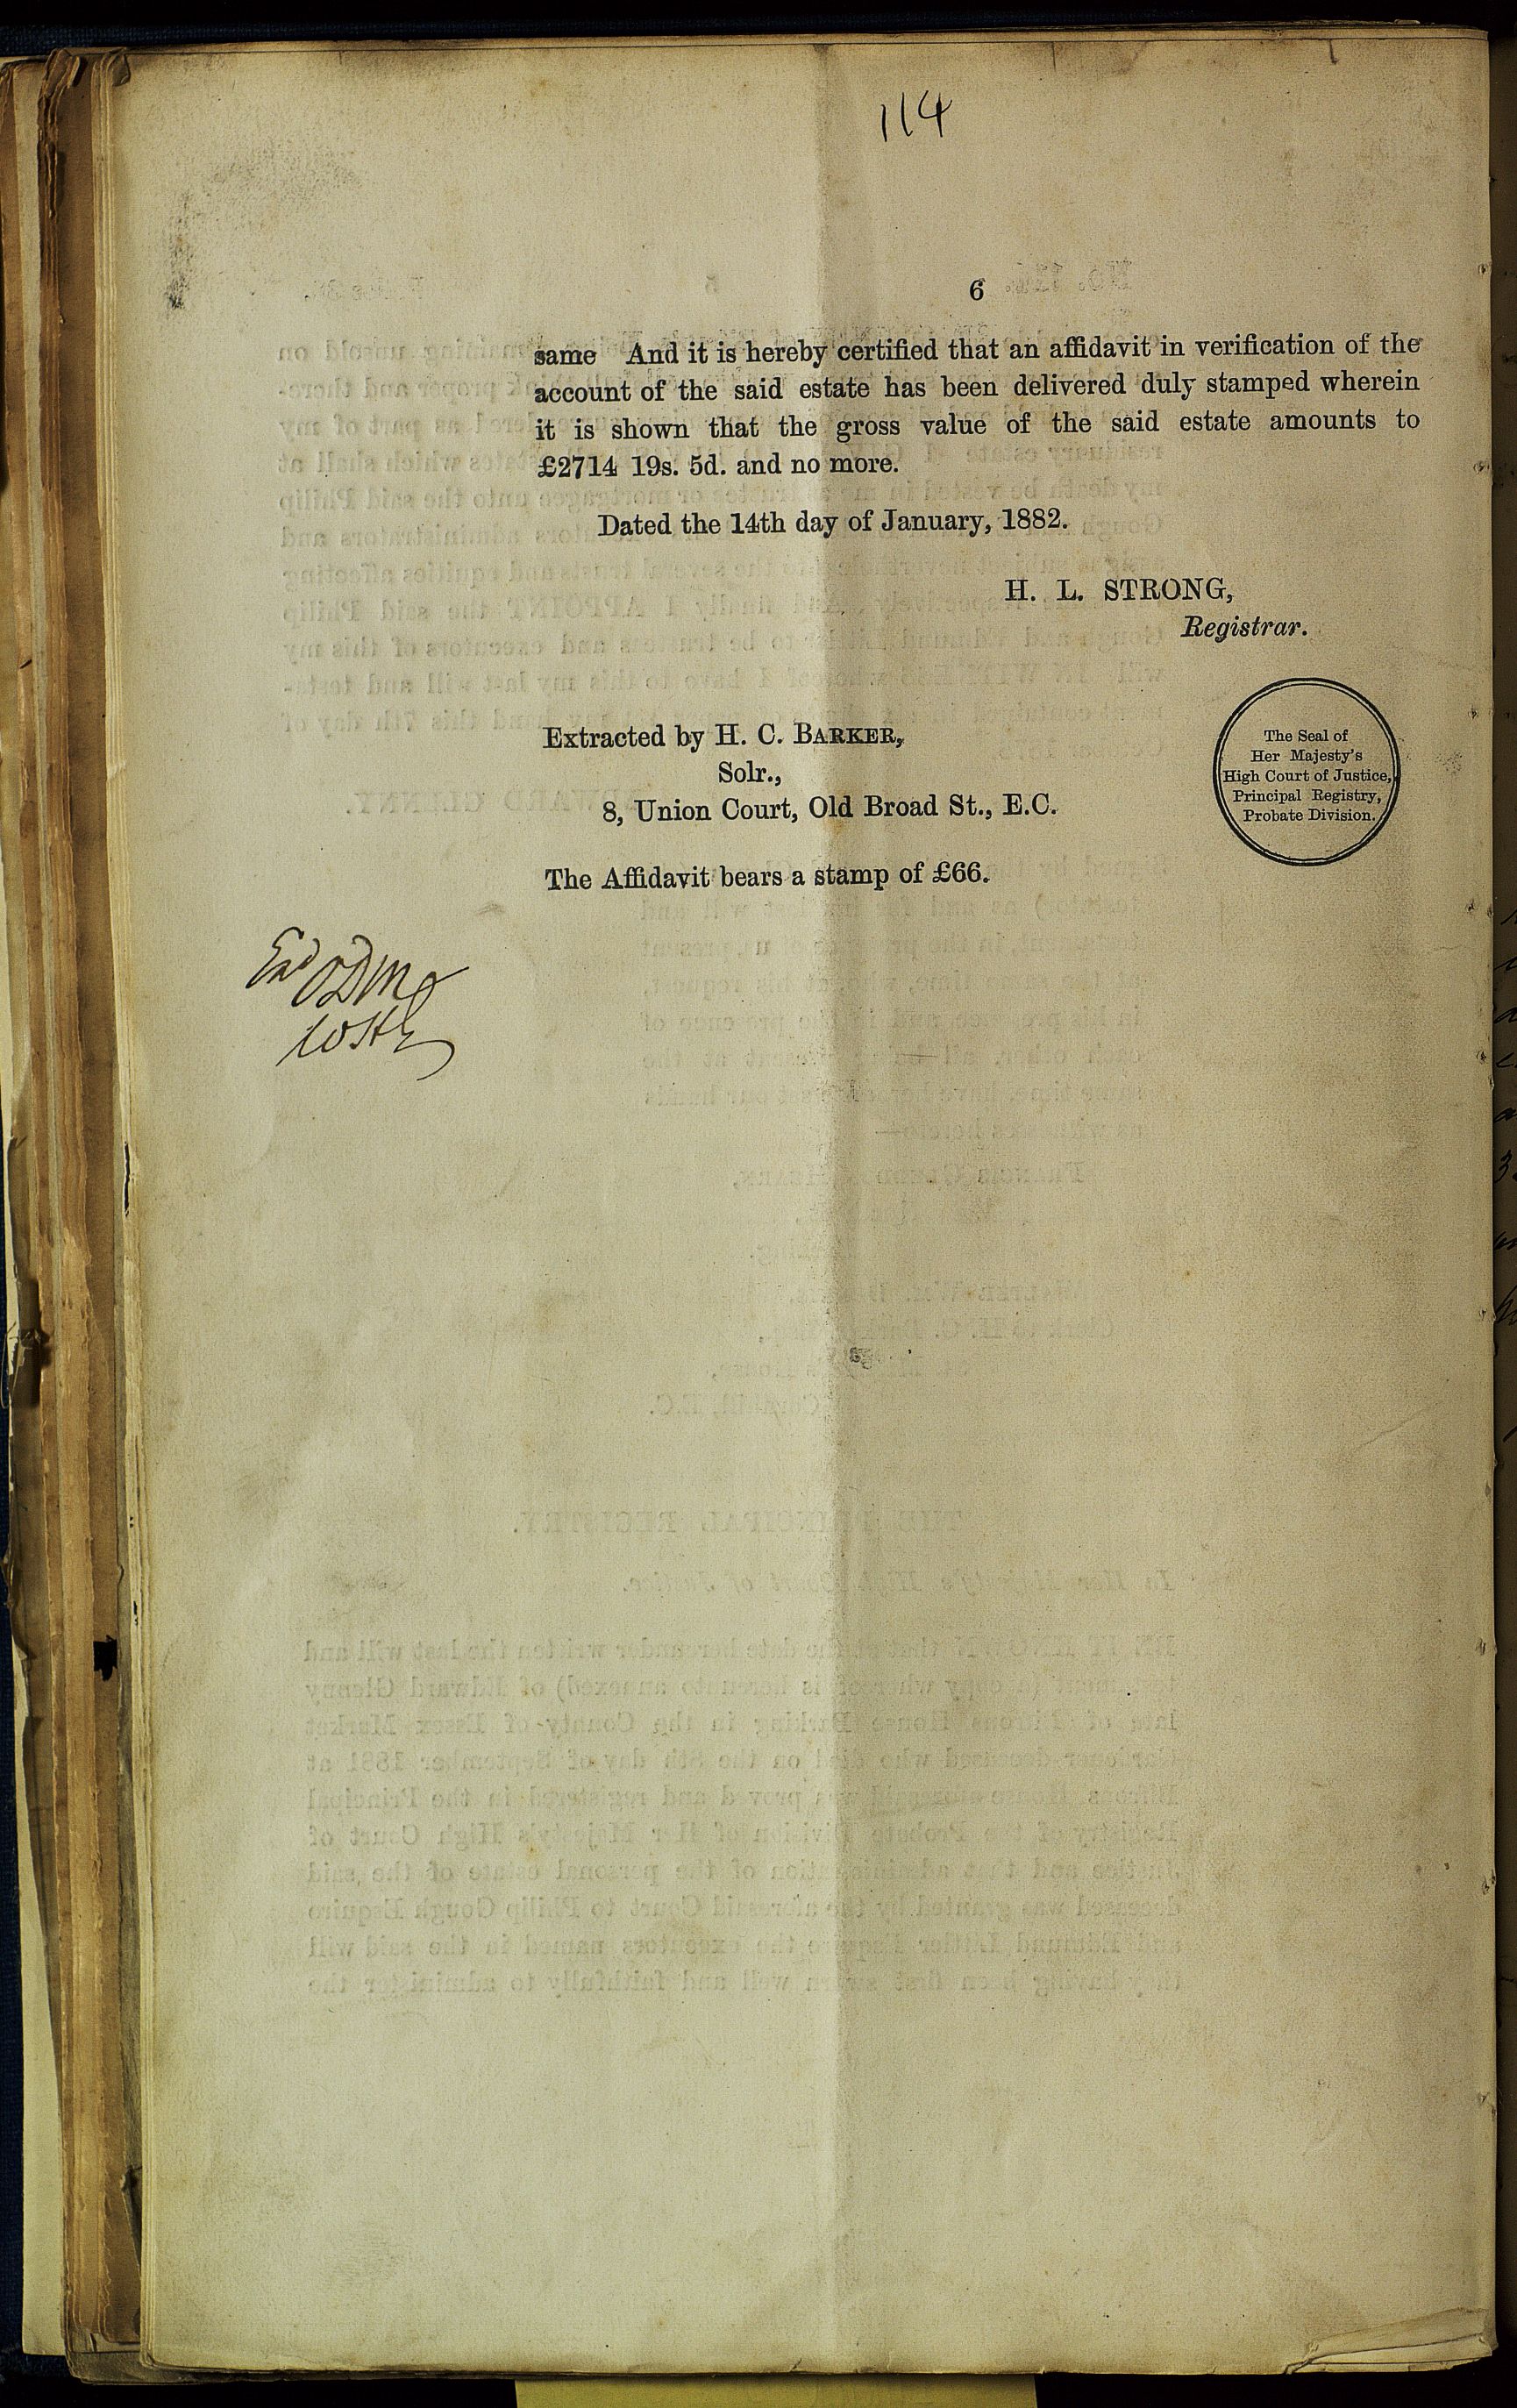 114
6
same And it is hereby certified that an affidavit in verification of the
account of the said estate has been delivered duly stamped wherein
it is shown that the gross value of the said estate amounts to
£2714 19s. 5d. and no more.
Dated the 14th day of January, 1882.
H. L. STRONG,
Registrar.
The Seal of
Her Majesty's
High Court of Justice,
Principal Registry,
Probate Division.
Extracted by H. C. BARKER,
Solr.,
8, Union Court, Old Broad St., E.C.
The Affidavit bears a stamp of £66.